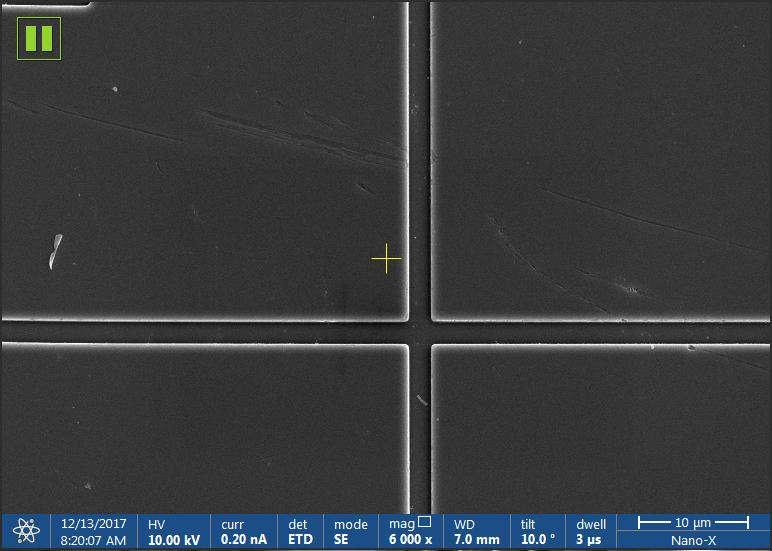 12/13/2017
8:20:07 AM
HV
10.00 kV
curr
0.20 nA
det
ETD
mode
SE
mag
6 000 x
WD
7.0 mm
tilt
10.0 °
dwell
3 µs
10 µm
Nano-X